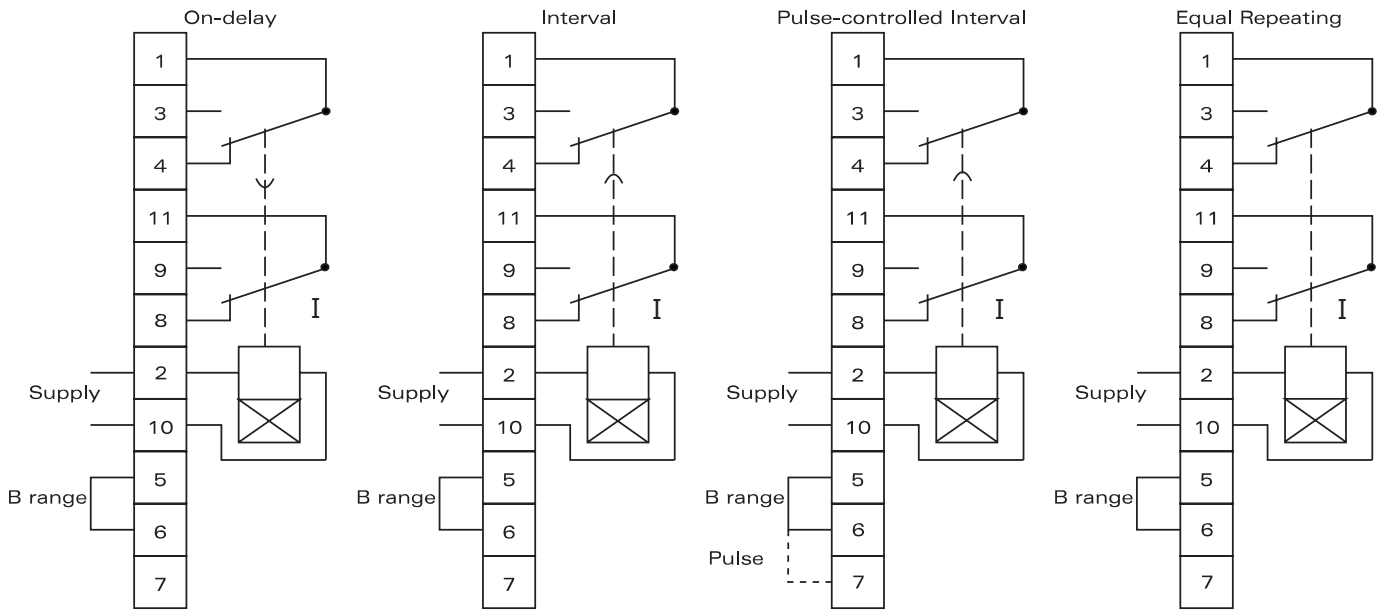 On-delay
1
3
4
11
9
8
I
2
Supply
10
5
B range
6
7
Interval
1
3
4
11
9
8
I
2
Supply
10
5
B range
6
7
Pulse-controlled Interval
1
3
4
11
9
8
I
2
Supply
10
5
B range
6
Pulse
7
Equal Repeating
1
3
4
11
9
8
I
2
Supply
10
5
B range
6
7